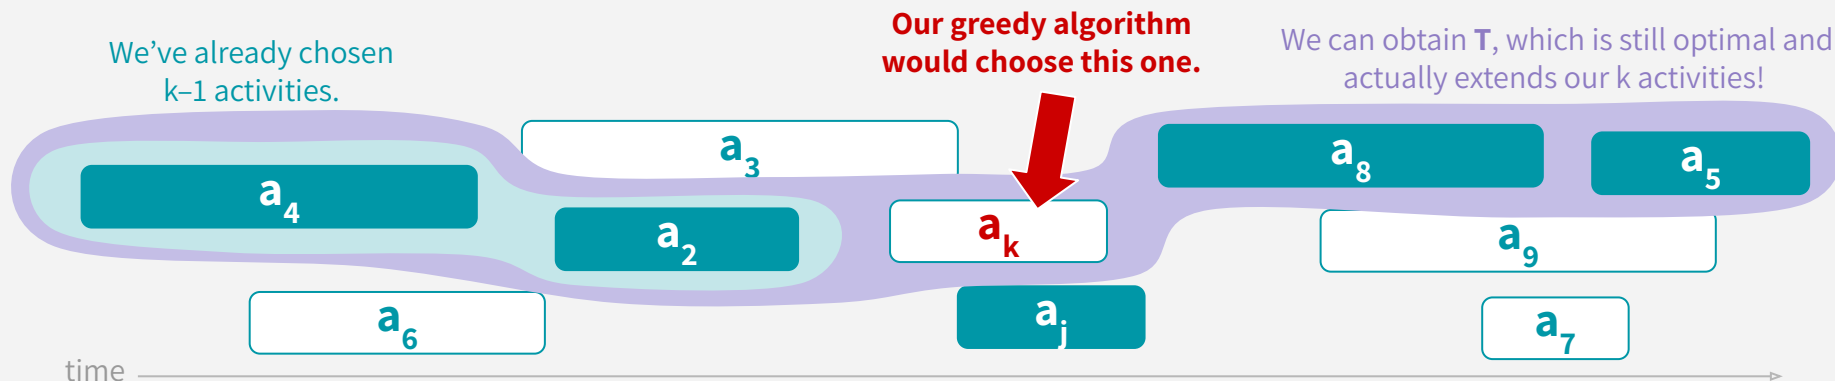 We’ve already chosen
k–1 activities.
Our greedy algorithm
would choose this one.
We can obtain T, which is still optimal and
actually extends our k activities!
a3
a8
a5
a4
a2
ak
a9
a6
aj
a7
time